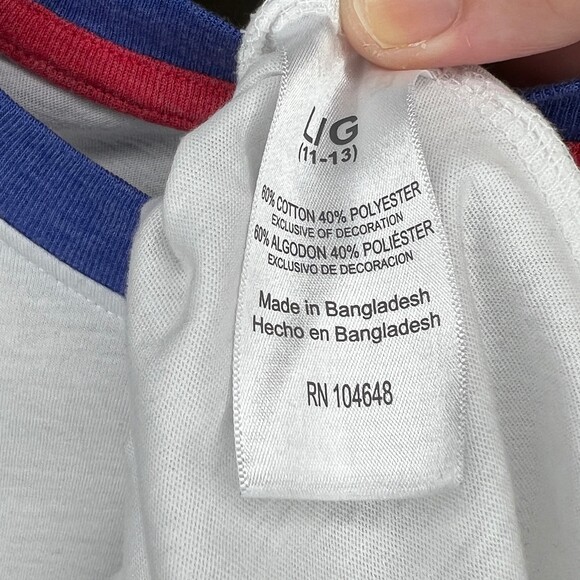 L/G
(11-13)
60% COTTON 40% POLYESTER
EXCLUSIVE OF DECORATION
60% ALGODON 40% POLIÉSTER
EXCLUSIVO DE DECORACION
Made in Bangladesh
Hecho en Bangladesh
RN 104648